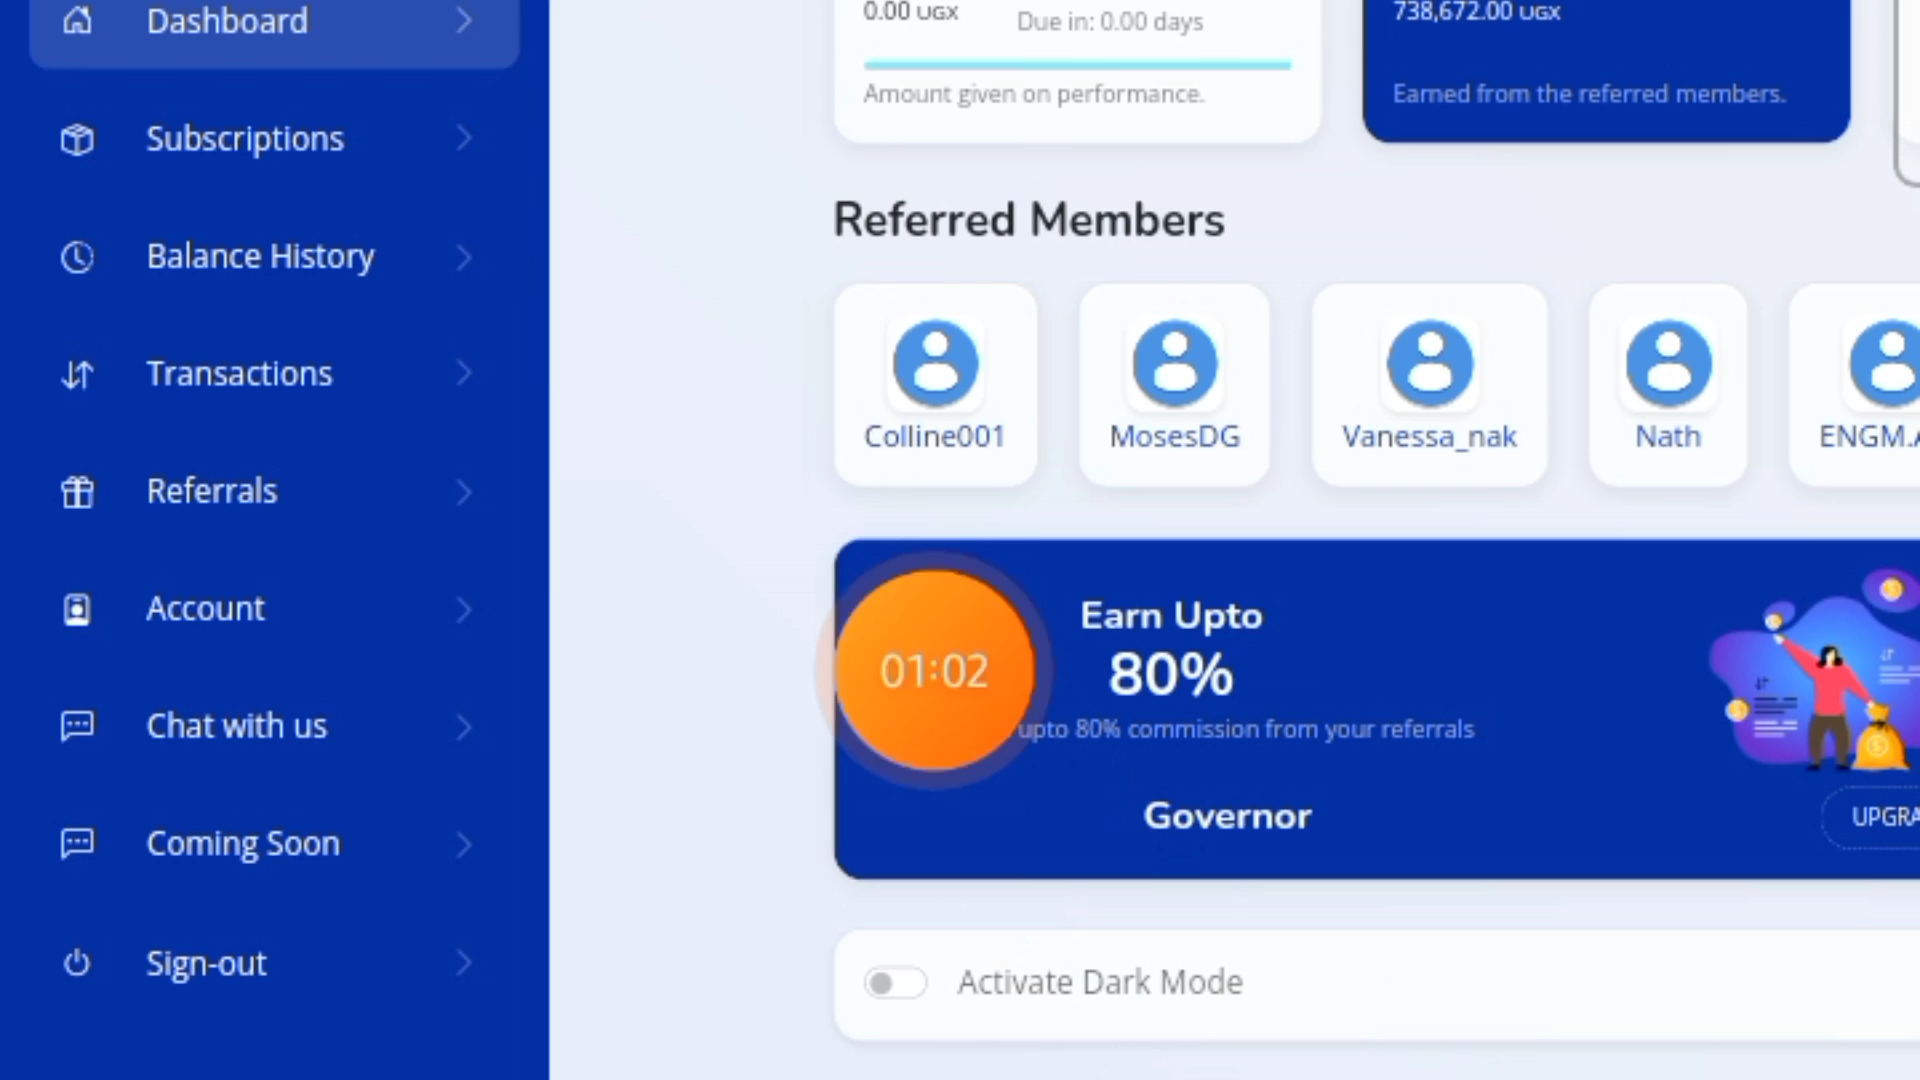 Dashboard
Subscriptions
Balance History
Transactions
Referrals
Account
Chat with us
Coming Soon
Sign-out
0.00 UGX
Due in: 0.00 days
Amount given on performance.
738,672.00 UGX
Earned from the referred members.
Referred Members
Colline001
MosesDG
Vanessa_nak
Nath
ENGM.
01:02
Earn Upto
80%
upto 80% commission from your referrals
Governor
UPGRA
Activate Dark Mode